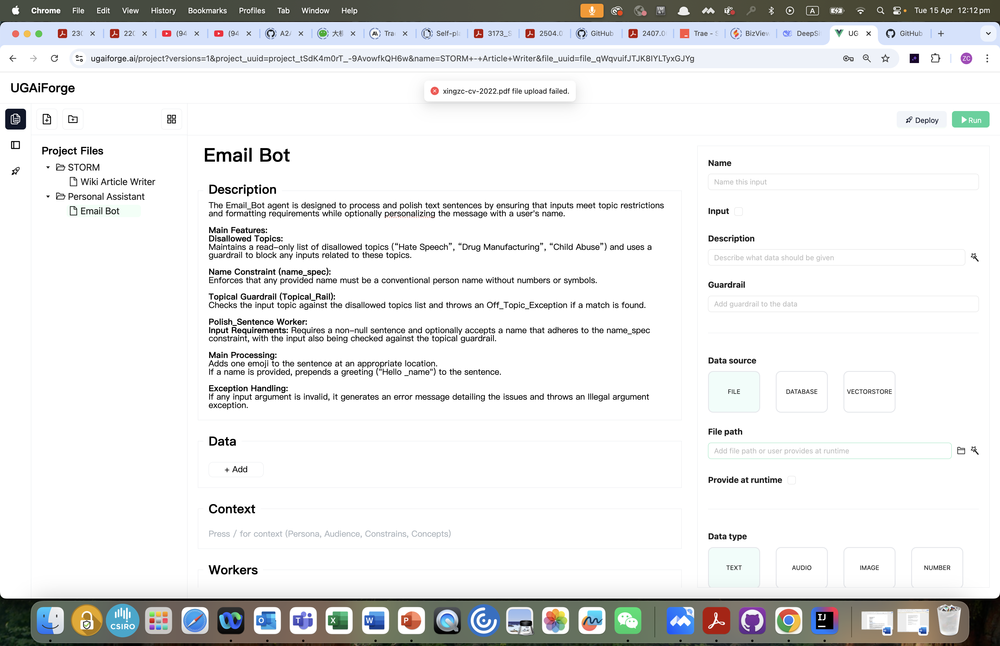 Chrome File Edit View History Bookmarks Profiles Tab Window Help
A
Tue 15 Apr 12:12 pm
230
220
(94
(94
A2A
Trae
Self-pla
3173_S
2504.0
GitHub
2407.0
Trae - S
BizView
DeepSi
UG
GitHub
ugaiforge.ai/project?versions=1&project_uuid=project_tSdK4m0rT_-9AvowfkQH6w&name=STORM+-+Article+Writer&file_uuid=file_qWqvuifJTJK8IYLTyxGJYg
ZC
UGAiForge
xingzc-cv-2022.pdf file upload failed.
Deploy
Run
Project Files
STORM
Wiki Article Writer
Personal Assistant
Email Bot
Email Bot
Description
The Email_Bot agent is designed to process and polish text sentences by ensuring that inputs meet topic restrictions
and formatting requirements while optionally personalizing the message with a user's name.
Main Features:
Disallowed Topics:
Maintains a read-only list of disallowed topics (“Hate Speech”, “Drug Manufacturing”, “Child Abuse”) and uses a
guardrail to block any inputs related to these topics.
Name Constraint (name_spec):
Enforces that any provided name must be a conventional person name without numbers or symbols.
Topical Guardrail (Topical_Rail):
Checks the input topic against the disallowed topics list and throws an Off_Topic_Exception if a match is found.
Polish_Sentence Worker:
Input Requirements: Requires a non-null sentence and optionally accepts a name that adheres to the name_spec
constraint, with the input also being checked against the topical guardrail.
Main Processing:
Adds one emoji to the sentence at an appropriate location.
If a name is provided, prepends a greeting ("Hello _name") to the sentence.
Exception Handling:
If any input argument is invalid, it generates an error message detailing the issues and throws an Illegal argument
exception.
Data
+ Add
Context
Press / for context (Persona, Audience, Constrains, Concepts)
Workers
Name
Name this input
Input
Description
Describe what data should be given
Guardrail
Add guardrail to the data
Data source
FILE
DATABASE
VECTORSTORE
File path
Add file path or user provides at runtime
Provide at runtime
Data type
TEXT
AUDIO
IMAGE
NUMBER
CSIRO